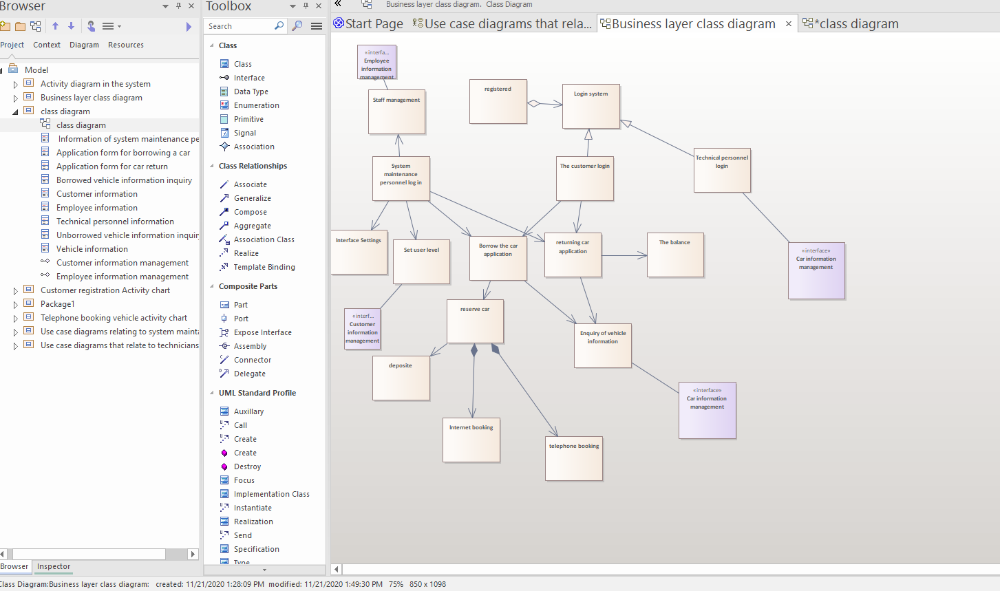 Browser
Project Context Diagram Resources
Model
Activity diagram in the system
Business layer class diagram
class diagram
class diagram
Information of system maintenance pe
Application form for borrowing a car
Application form for car return
Borrowed vehicle information inquiry
Customer information
Employee information
Technical personnel information
Unborrowed vehicle information inquir
Vehicle information
Customer information management
Employee information management
Customer registration Activity chart
Package1
Telephone booking vehicle activity chart
Use case diagrams relating to system maint
Use case diagrams that relate to technicians
Browser Inspector
Toolbox
Search
Class
Class
Interface
Data Type
Enumeration
Primitive
Signal
Association
Class Relationships
Associate
Generalize
Compose
Aggregate
Association Class
Realize
Template Binding
Composite Parts
Part
Port
Expose Interface
Assembly
Connector
Delegate
UML Standard Profile
Auxillary
Call
Create
Create
Destroy
Focus
Implementation Class
Instantiate
Realization
Send
Specification
Type
Business layer class diagram. Class Diagram
Start Page Use case diagrams that rela... Business layer class diagram *class diagram
«interfa...
Employee
information
management
Staff management
registered
Login system
System
maintenance
personnel log in
The customer login
Technical personnel
login
Interface Settings
Set user level
Borrow the car
application
returning car
application
The balance
«interface»
Car information
management
«interf...
Customer
information
management
reserve car
Enquiry of vehicle
information
deposite
«interface»
Car information
management
Internet booking
telephone booking
Class Diagram:Business layer class diagram: created: 11/21/2020 1:28:09 PM modified: 11/21/2020 1:49:30 PM 75% 850 x 1098